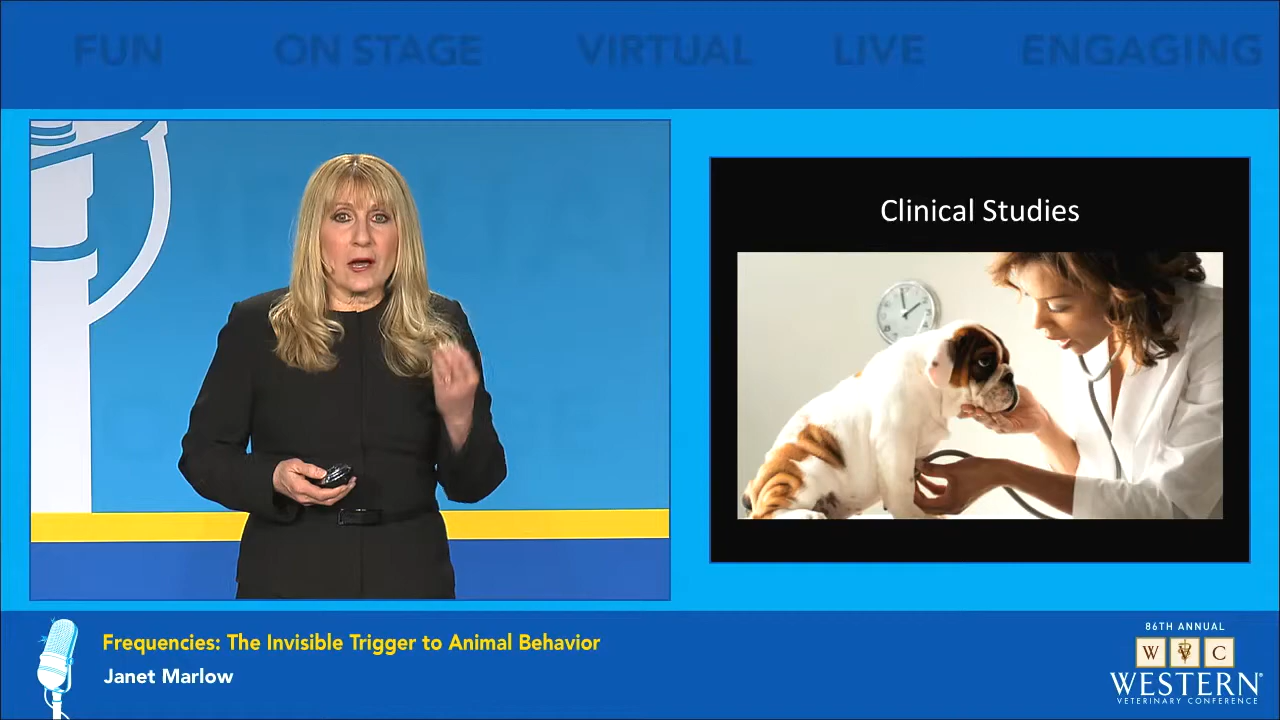 FUN ON STAGE VIRTUAL LIVE ENGAGING
Clinical Studies
Frequencies: The Invisible Trigger to Animal Behavior
Janet Marlow
86TH ANNUAL
W V C
WESTERN®
VETERINARY CONFERENCE